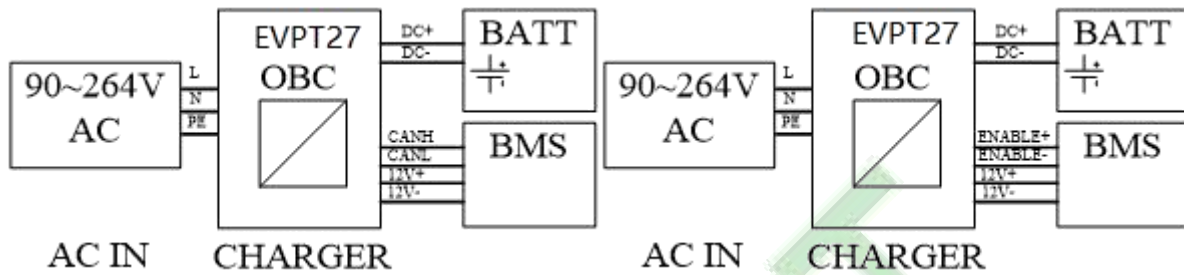 EVPT27
OBC
90~264V
AC
L
N
PE
DC+
DC-
BATT
CANH
CANL
12V+
12V-
BMS
AC IN
CHARGER
EVPT27
OBC
90~264V
AC
L
N
PE
DC+
DC-
BATT
ENABLE+
ENABLE-
12V+
12V-
BMS
AC IN
CHARGER